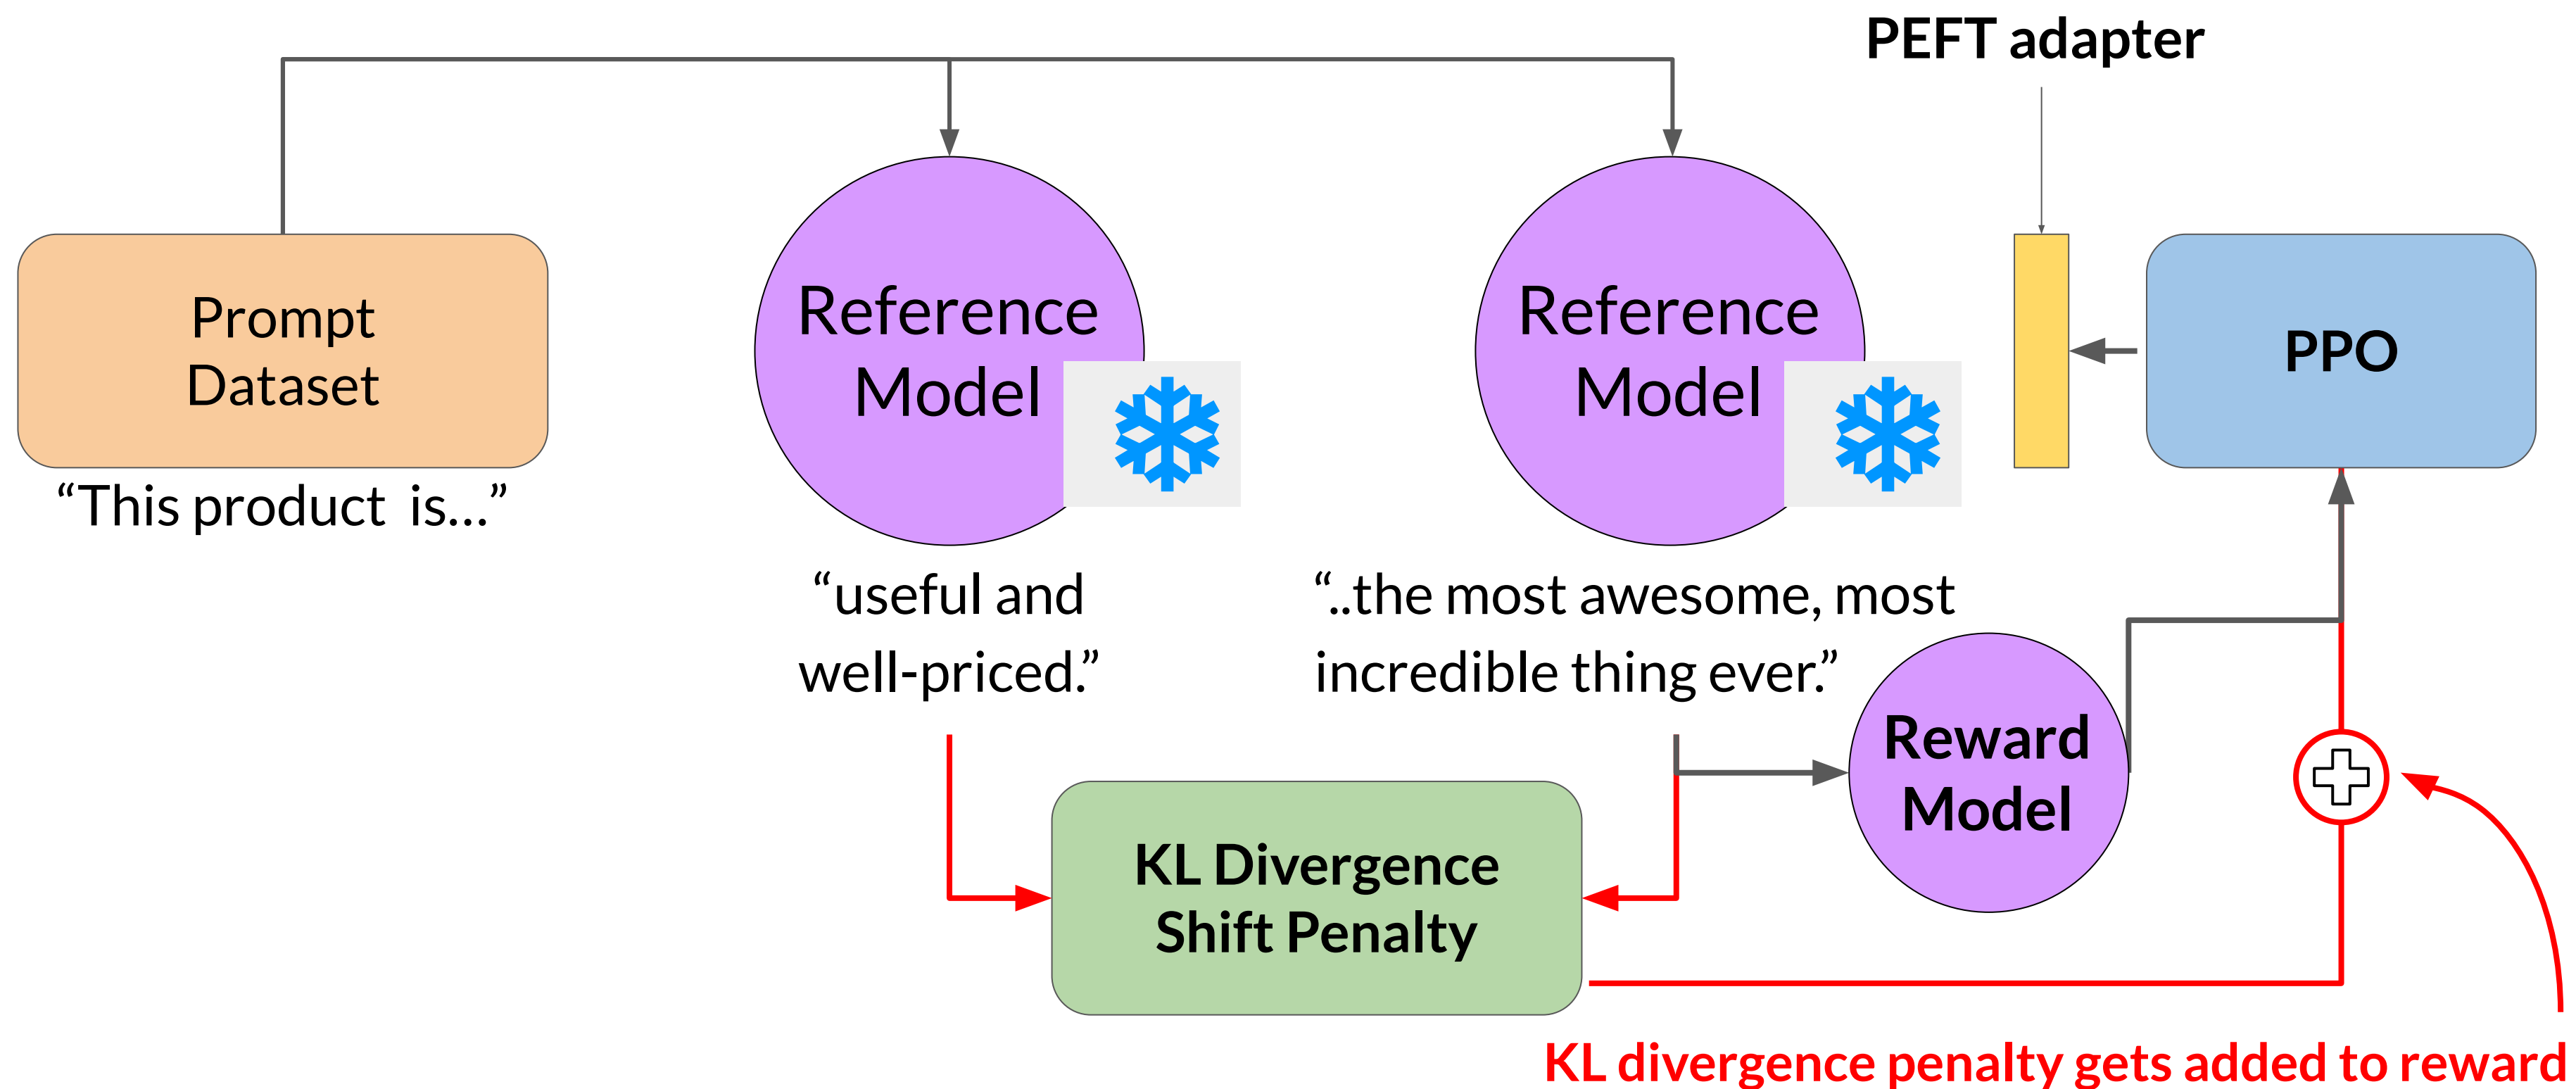 PEFT adapter
Prompt
Dataset
“This product  is...”
Reference
Model
“useful and
well-priced.”
Reference
Model
“..the most awesome, most
incredible thing ever.”
PPO
Reward
Model
KL Divergence
Shift Penalty
KL divergence penalty gets added to reward